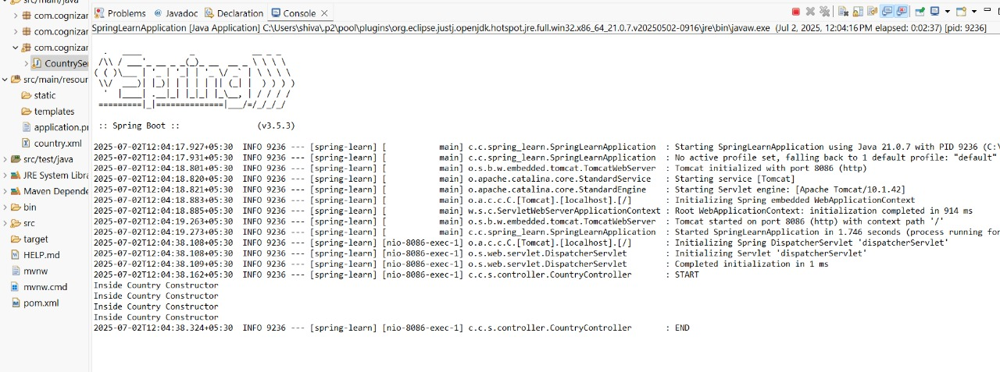 src/main/java
com.cognizan
com.cognizan
com.cognizan
CountrySer
src/main/resour
static
templates
application.pr
country.xml
src/test/java
JRE System Libra
Maven Depende
bin
src
target
HELP.md
mvnw
mvnw.cmd
pom.xml
Problems @ Javadoc Declaration Console ×
SpringLearnApplication [Java Application] C:\Users\shiva\.p2\pool\plugins\org.eclipse.justj.openjdk.hotspot.jre.full.win32.x86_64_21.0.7.v20250502-0916\jre\bin\javaw.exe (Jul 2, 2025, 12:04:16 PM elapsed: 0:02:37) [pid: 9236]
Spring
:: Spring Boot :: (v3.5.3)
2025-07-02T12:04:17.927+05:30 INFO 9236 --- [spring-learn] [ main] c.c.spring_learn.SpringLearnApplication : Starting SpringLearnApplication using Java 21.0.7 with PID 9236 (C:\
2025-07-02T12:04:17.931+05:30 INFO 9236 --- [spring-learn] [ main] c.c.spring_learn.SpringLearnApplication : No active profile set, falling back to 1 default profile: "default"
2025-07-02T12:04:18.801+05:30 INFO 9236 --- [spring-learn] [ main] o.s.b.w.embedded.tomcat.TomcatWebServer : Tomcat initialized with port 8086 (http)
2025-07-02T12:04:18.820+05:30 INFO 9236 --- [spring-learn] [ main] o.apache.catalina.core.StandardService : Starting service [Tomcat]
2025-07-02T12:04:18.821+05:30 INFO 9236 --- [spring-learn] [ main] o.apache.catalina.core.StandardEngine : Starting Servlet engine: [Apache Tomcat/10.1.42]
2025-07-02T12:04:18.883+05:30 INFO 9236 --- [spring-learn] [ main] o.a.c.c.C.[Tomcat].[localhost].[/] : Initializing Spring embedded WebApplicationContext
2025-07-02T12:04:18.885+05:30 INFO 9236 --- [spring-learn] [ main] w.s.c.ServletWebServerApplicationContext : Root WebApplicationContext: initialization completed in 914 ms
2025-07-02T12:04:19.263+05:30 INFO 9236 --- [spring-learn] [ main] o.s.b.w.embedded.tomcat.TomcatWebServer : Tomcat started on port 8086 (http) with context path '/'
2025-07-02T12:04:19.273+05:30 INFO 9236 --- [spring-learn] [ main] c.c.spring_learn.SpringLearnApplication : Started SpringLearnApplication in 1.746 seconds (process running for
2025-07-02T12:04:38.108+05:30 INFO 9236 --- [spring-learn] [nio-8086-exec-1] o.a.c.c.C.[Tomcat].[localhost].[/] : Initializing Spring DispatcherServlet 'dispatcherServlet'
2025-07-02T12:04:38.108+05:30 INFO 9236 --- [spring-learn] [nio-8086-exec-1] o.s.web.servlet.DispatcherServlet : Initializing Servlet 'dispatcherServlet'
2025-07-02T12:04:38.109+05:30 INFO 9236 --- [spring-learn] [nio-8086-exec-1] o.s.web.servlet.DispatcherServlet : Completed initialization in 1 ms
2025-07-02T12:04:38.162+05:30 INFO 9236 --- [spring-learn] [nio-8086-exec-1] c.c.s.controller.CountryController : START
Inside Country Constructor
Inside Country Constructor
Inside Country Constructor
Inside Country Constructor
2025-07-02T12:04:38.324+05:30 INFO 9236 --- [spring-learn] [nio-8086-exec-1] c.c.s.controller.CountryController : END